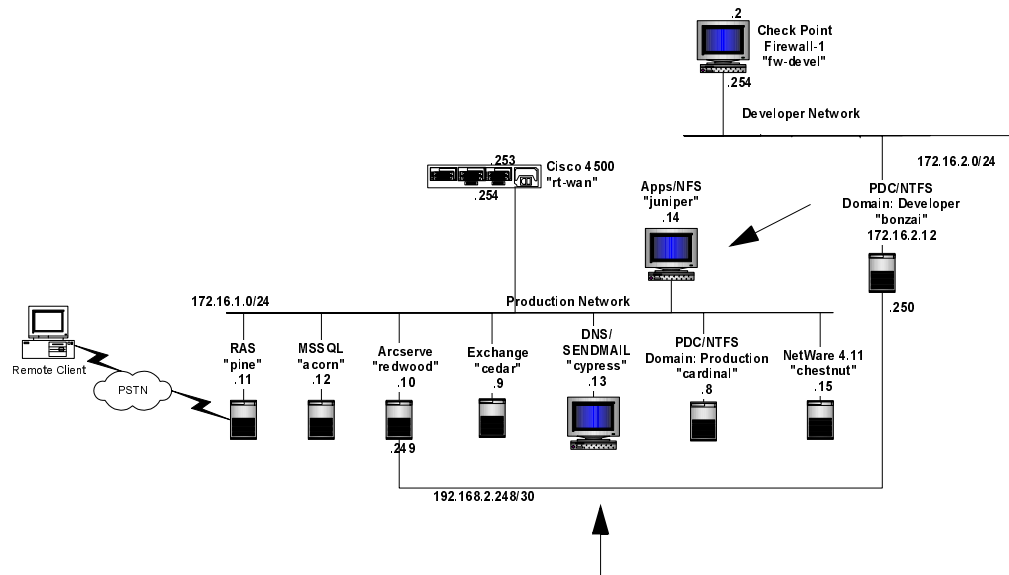 .2
Check Point
Firewall-1
"fw-devel"
.254
Developer Network
172.16.2.0/24
.253
Cisco 4500
"rt-wan"
.254
Apps/NFS
"juniper"
.14
PDC/NTFS
Domain: Developer
"bonzai"
172.16.2.12
.250
172.16.1.0/24
Production Network
Remote Client
PSTN
RAS
"pine"
.11
MSSQL
"acorn"
.12
Arcserve
"redwood"
.10
.249
Exchange
"cedar"
.9
DNS/
SENDMAIL
"cypress"
.13
PDC/NTFS
Domain: Production
"cardinal"
.8
NetWare 4.11
"chestnut"
.15
192.168.2.248/30